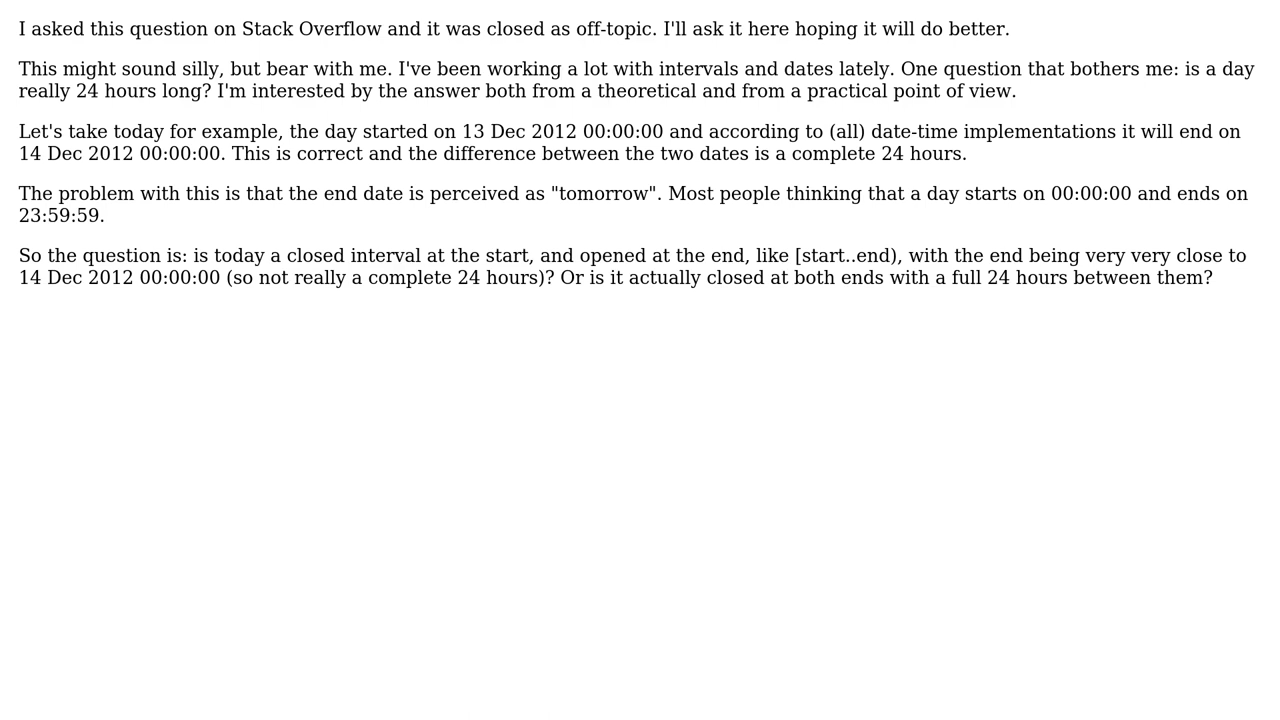 I asked this question on Stack Overflow and it was closed as off-topic. I'll ask it here hoping it will do better.
This might sound silly, but bear with me. I've been working a lot with intervals and dates lately. One question that bothers me: is a day
really 24 hours long? I'm interested by the answer both from a theoretical and from a practical point of view.
Let's take today for example, the day started on 13 Dec 2012 00:00:00 and according to (all) date-time implementations it will end on
14 Dec 2012 00:00:00. This is correct and the difference between the two dates is a complete 24 hours.
The problem with this is that the end date is perceived as "tomorrow". Most people thinking that a day starts on 00:00:00 and ends on
23:59:59.
So the question is: is today a closed interval at the start, and opened at the end, like [start..end), with the end being very very close to
14 Dec 2012 00:00:00 (so not really a complete 24 hours)? Or is it actually closed at both ends with a full 24 hours between them?